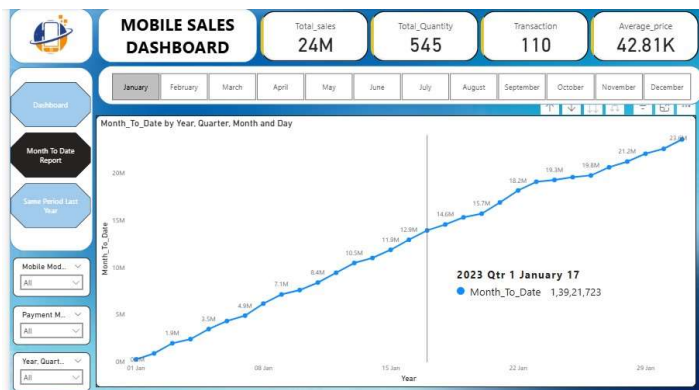 MOBILE SALES
DASHBOARD
Total_sales
24M
Total_Quantity
545
Transaction
110
Average_price
42.81K
January
February
March
April
May
June
July
August
September
October
November
December
Dashboard
Month To Date
Report
Same Period Last
Year
Mobile Mod...
All
Payment M...
All
Year, Quart...
All
Month_To_Date by Year, Quarter, Month and Day
Month_To_Date
20M
15M
10M
5M
0M
1.9M
3.5M
4.9M
7.1M
8.4M
10.5M
11.9M
12.9M
14.6M
15.7M
18.2M
19.3M
19.8M
21.2M
2023 Qtr 1 January 17
Month_To_Date 1,39,21,723
01 Jan
08 Jan
15 Jan
22 Jan
29 Jan
Year